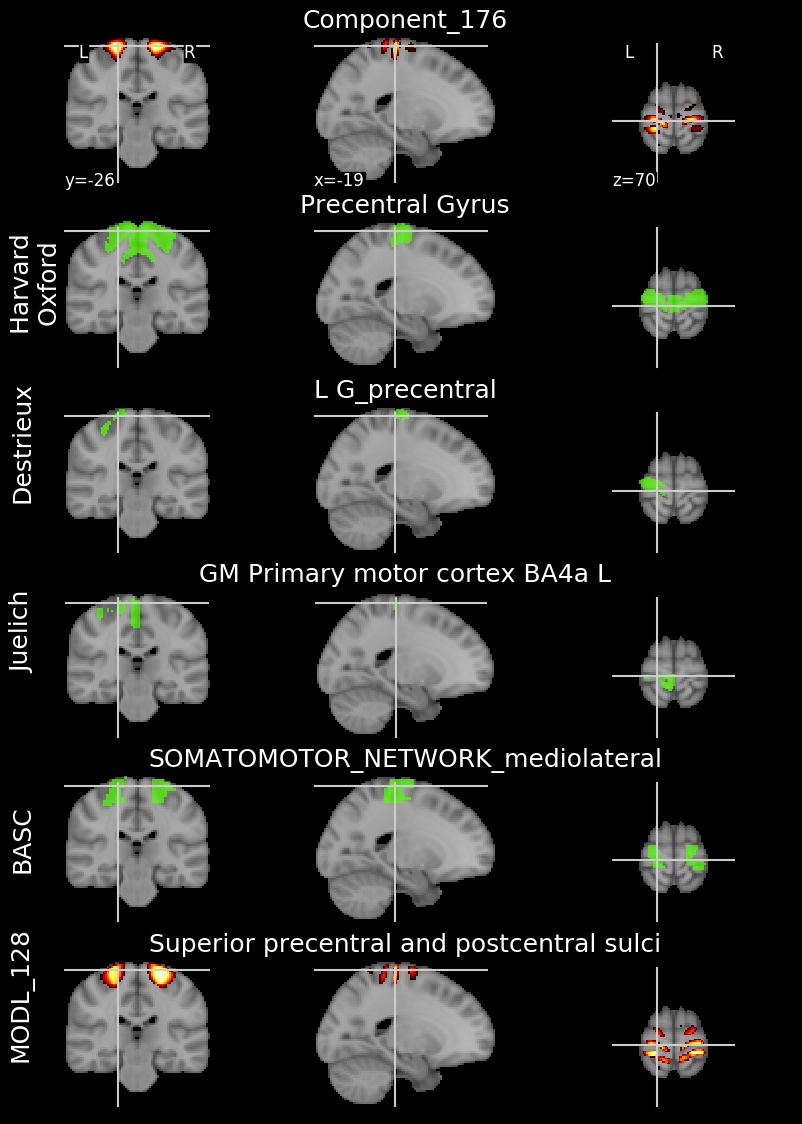 Component_176
L R
L R
y=-26
x=-19
z=70
Precentral Gyrus
Harvard
Oxford
L G_precentral
Destrieux
GM Primary motor cortex BA4a L
Juelich
SOMATOMOTOR_NETWORK_mediolateral
BASC
Superior precentral and postcentral sulci
MODL_128